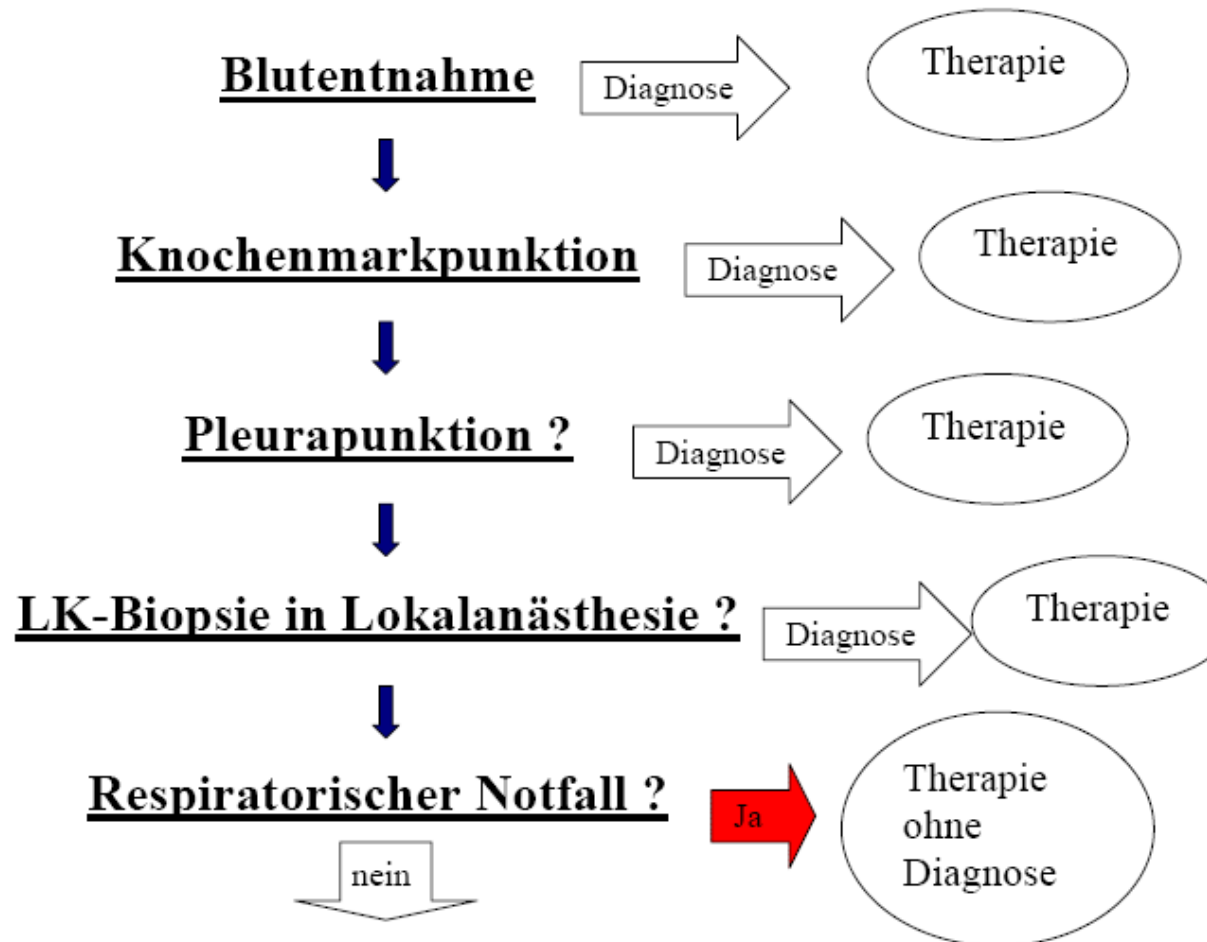 Blutentnahme
Diagnose
Therapie
Knochenmarkpunktion
Diagnose
Therapie
Pleurapunktion ?
Diagnose
Therapie
LK-Biopsie in Lokalanästhesie ?
Diagnose
Therapie
Respiratorischer Notfall ?
Ja
Therapie
ohne
Diagnose
nein